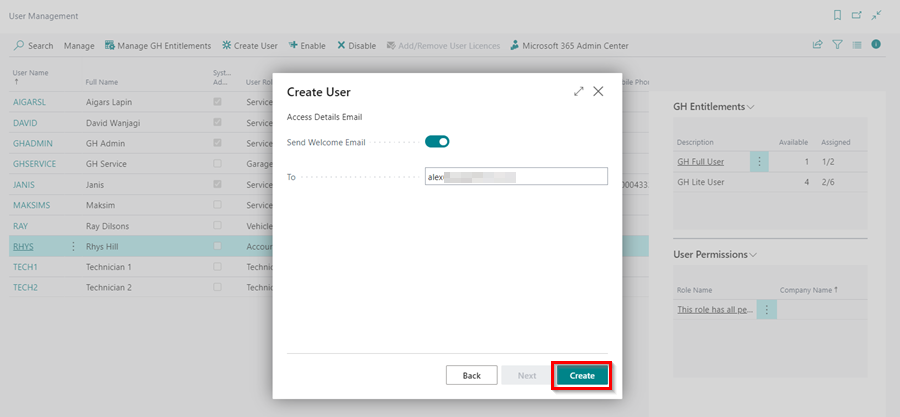 User Management
Search Manage Manage GH Entitlements Create User Enable Disable Add/Remove User Licences Microsoft 365 Admin Center
User Name ↑ Full Name Syst... Ad... User Rol
AIGARSL Aigars Lapin Service
DAVID David Wanjagi Service
GHADMIN GH Admin Service
GHSERVICE GH Service Garage
JANIS Janis Service
MAKSIMS Maksim Service
RAY Ray Dilsons Vehicle
RHYS Rhys Hill Accour
TECH1 Technician 1 Technician
TECH2 Technician 2 Technician
Create User
Access Details Email
Send Welcome Email
To alex
Back Next Create
bile Phon
00433
GH Entitlements
Description Available Assigned
GH Full User 1 1/2
GH Lite User 4 2/6
User Permissions
Role Name Company Name ↑
This role has all pe...